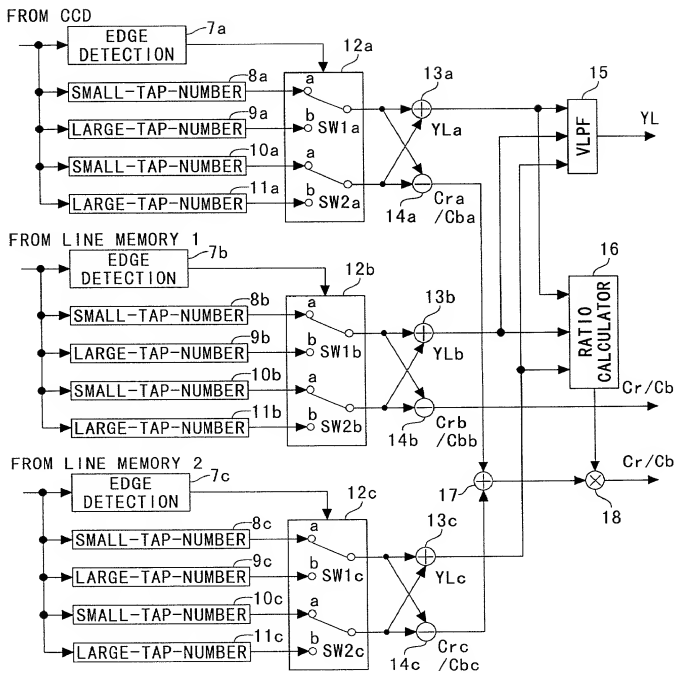 FROM CCD
7a
EDGE
DETECTION
12a
8a
SMALL-TAP-NUMBER
a
13a
15
9a
LARGE-TAP-NUMBER
b
SW1a
YLa
VLPF
YL
10a
SMALL-TAP-NUMBER
a
11a
LARGE-TAP-NUMBER
b
SW2a
14a
Cra
/Cba
FROM LINE MEMORY 1
7b
EDGE
DETECTION
12b
16
8b
SMALL-TAP-NUMBER
a
13b
9b
LARGE-TAP-NUMBER
b
SW1b
YLb
RATIO
CALCULATOR
10b
SMALL-TAP-NUMBER
a
Cr/Cb
11b
LARGE-TAP-NUMBER
b
SW2b
14b
Crb
/Cbb
FROM LINE MEMORY 2
7c
EDGE
DETECTION
12c
17
18
Cr/Cb
8c
SMALL-TAP-NUMBER
a
13c
9c
LARGE-TAP-NUMBER
b
SW1c
YLc
10c
SMALL-TAP-NUMBER
a
11c
LARGE-TAP-NUMBER
b
SW2c
14c
Crc
/Cbc